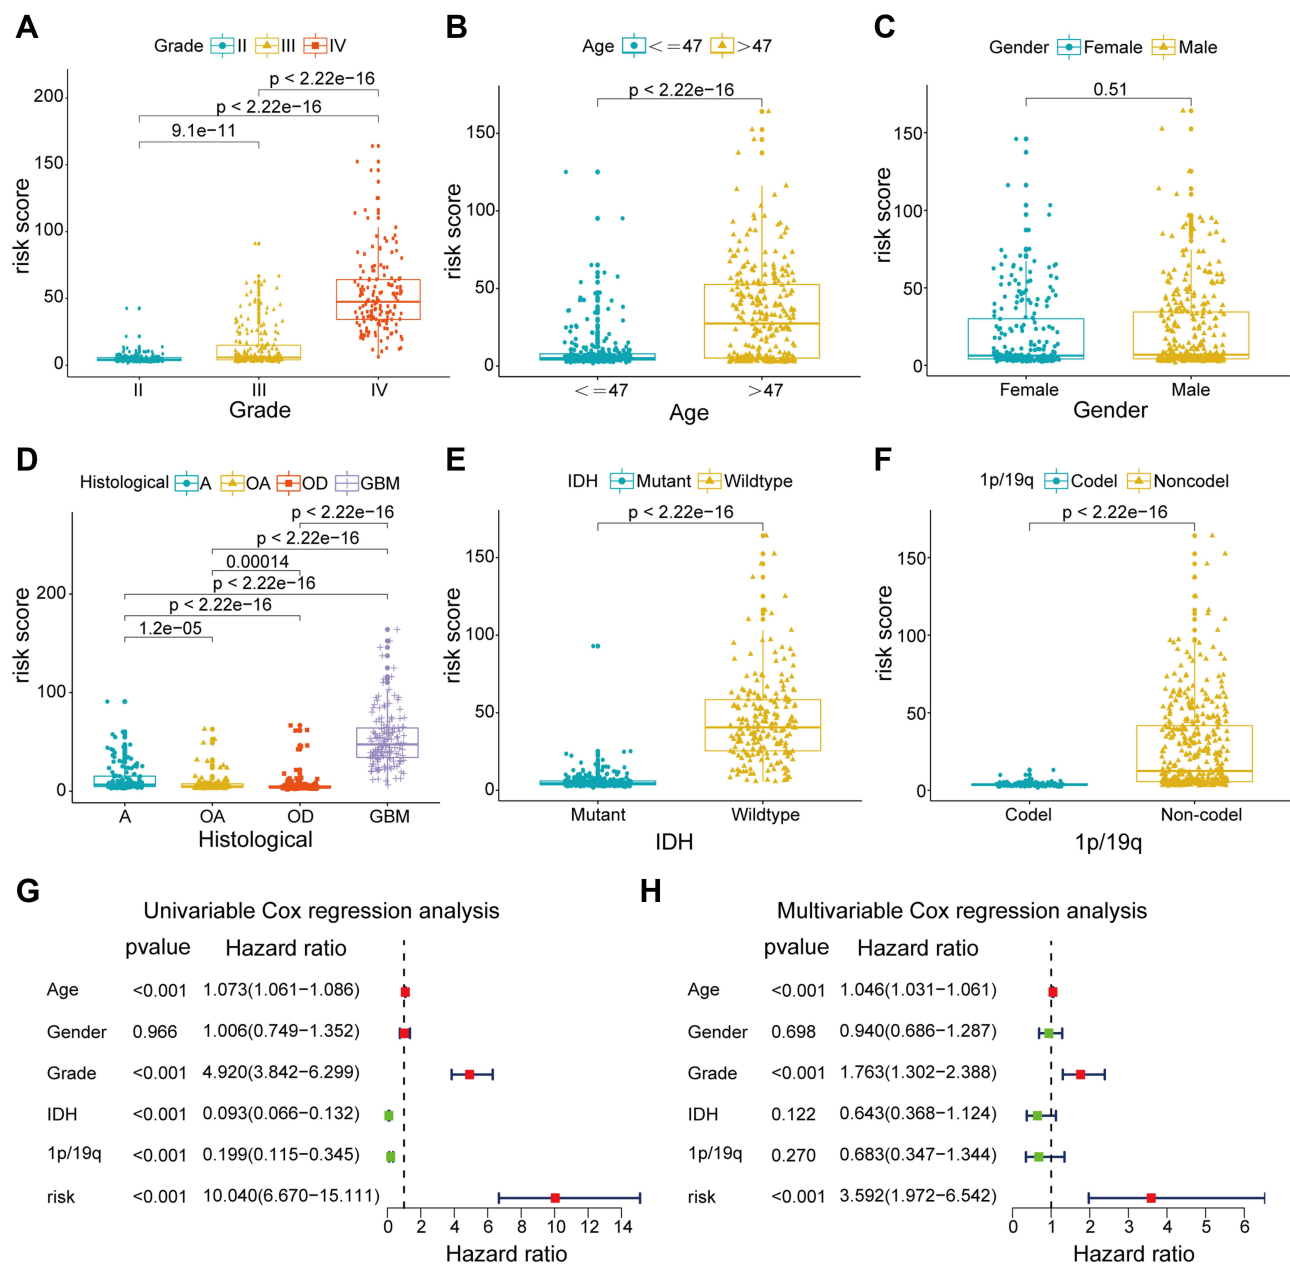 A
Grade II III IV
p < 2.22e−16
p < 2.22e−16
9.1e−11
200
150
100
50
0
risk score
II III IV
Grade
B
Age <=47 >47
p < 2.22e−16
150
100
50
0
risk score
<=47 >47
Age
C
Gender Female Male
0.51
150
100
50
0
risk score
Female Male
Gender
D
Histological A OA OD GBM
p < 2.22e−16
p < 2.22e−16
0.00014
p < 2.22e−16
p < 2.22e−16
1.2e−05
200
100
0
risk score
A OA OD GBM
Histological
E
IDH Mutant Wildtype
p < 2.22e−16
150
100
50
0
risk score
Mutant Wildtype
IDH
F
1p/19q Codel Noncodel
p < 2.22e−16
150
100
50
0
risk score
Codel Non-codel
1p/19q
G
Univariable Cox regression analysis
pvalue Hazard ratio
Age <0.001 1.073(1.061−1.086)
Gender 0.966 1.006(0.749−1.352)
Grade <0.001 4.920(3.842−6.299)
IDH <0.001 0.093(0.066−0.132)
1p/19q <0.001 0.199(0.115−0.345)
risk <0.001 10.040(6.670−15.111)
0 2 4 6 8 10 12 14
Hazard ratio
H
Multivariable Cox regression analysis
pvalue Hazard ratio
Age <0.001 1.046(1.031−1.061)
Gender 0.698 0.940(0.686−1.287)
Grade <0.001 1.763(1.302−2.388)
IDH 0.122 0.643(0.368−1.124)
1p/19q 0.270 0.683(0.347−1.344)
risk <0.001 3.592(1.972−6.542)
0 1 2 3 4 5 6
Hazard ratio